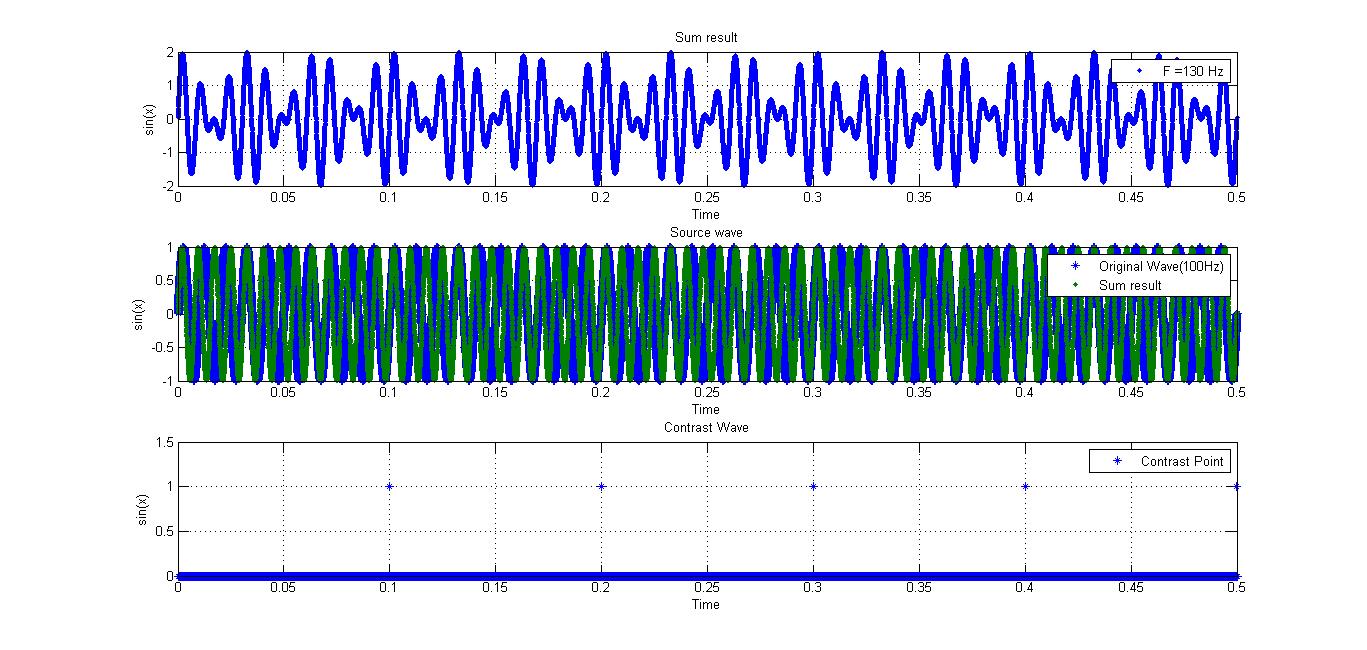 Sum result
2
1
0
-1
-2
sin(x)
F =130 Hz
0 0.05 0.1 0.15 0.2 0.25 0.3 0.35 0.4 0.45 0.5
Time
Source wave
1
0.5
0
-0.5
-1
sin(x)
Original Wave(100Hz)
Sum result
0 0.05 0.1 0.15 0.2 0.25 0.3 0.35 0.4 0.45 0.5
Time
Contrast Wave
1.5
1
0.5
0
sin(x)
Contrast Point
0 0.05 0.1 0.15 0.2 0.25 0.3 0.35 0.4 0.45 0.5
Time